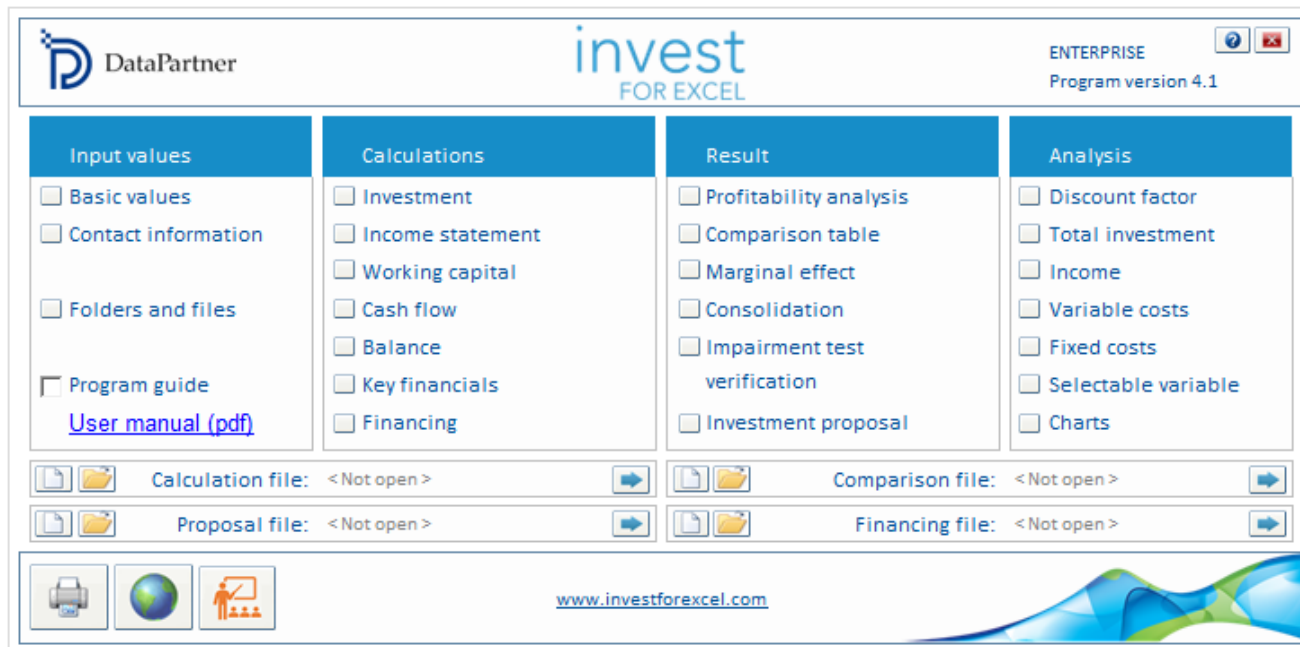 DataPartner
invest
FOR EXCEL
ENTERPRISE
Program version 4.1
Input values
Basic values
Contact information
Folders and files
Program guide
User manual (pdf)
Calculations
Investment
Income statement
Working capital
Cash flow
Balance
Key financials
Financing
Result
Profitability analysis
Comparison table
Marginal effect
Consolidation
Impairment test
verification
Investment proposal
Analysis
Discount factor
Total investment
Income
Variable costs
Fixed costs
Selectable variable
Charts
Calculation file: <Not open>
Comparison file: <Not open>
Proposal file: <Not open>
Financing file: <Not open>
www.investforexcel.com